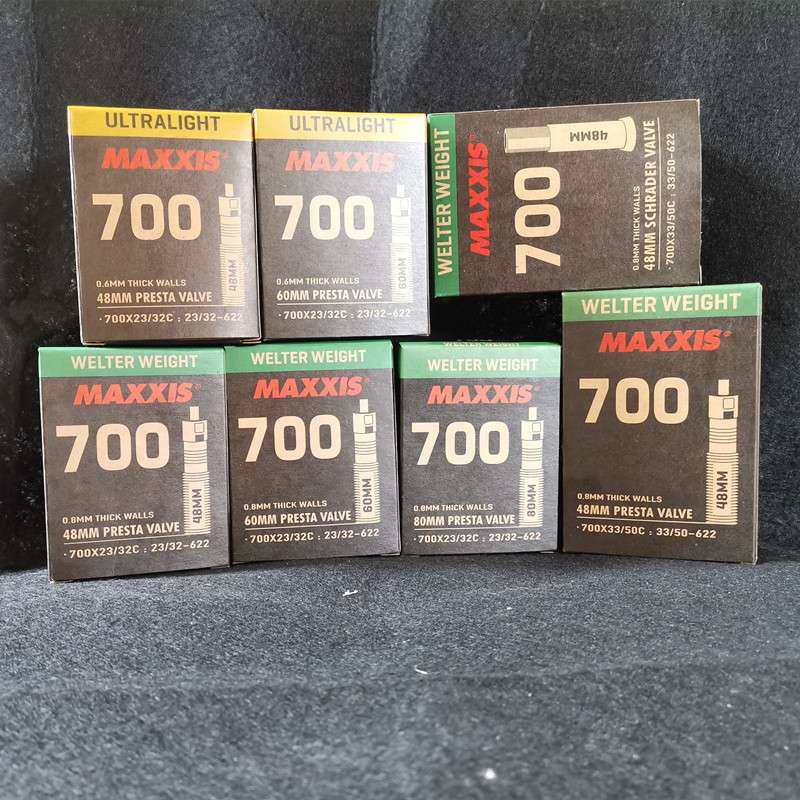 ULTRALIGHT
MAXXIS®
700
48MM
0.6MM THICK WALLS
48MM PRESTA VALVE
·700X23/32C : 23/32-622
ULTRALIGHT
MAXXIS®
700
60MM
0.6MM THICK WALLS
60MM PRESTA VALVE
·700X23/32C : 23/32-622
WELTER WEIGHT
MAXXIS®
700
48MM
0.8MM THICK WALLS
48MM SCHRADER VALVE
·700X33/50C : 33/50-622
WELTER WEIGHT
MAXXIS®
700
48MM
0.8MM THICK WALLS
48MM PRESTA VALVE
·700X23/32C : 23/32-622
WELTER WEIGHT
MAXXIS®
700
60MM
0.8MM THICK WALLS
60MM PRESTA VALVE
·700X23/32C : 23/32-622
WELTER WEIGHT
WELTER WEIGHT
MAXXIS®
700
80MM
0.8MM THICK WALLS
80MM PRESTA VALVE
·700X23/32C : 23/32-622
WELTER WEIGHT
MAXXIS®
700
48MM
0.8MM THICK WALLS
48MM PRESTA VALVE
·700X33/50C : 33/50-622